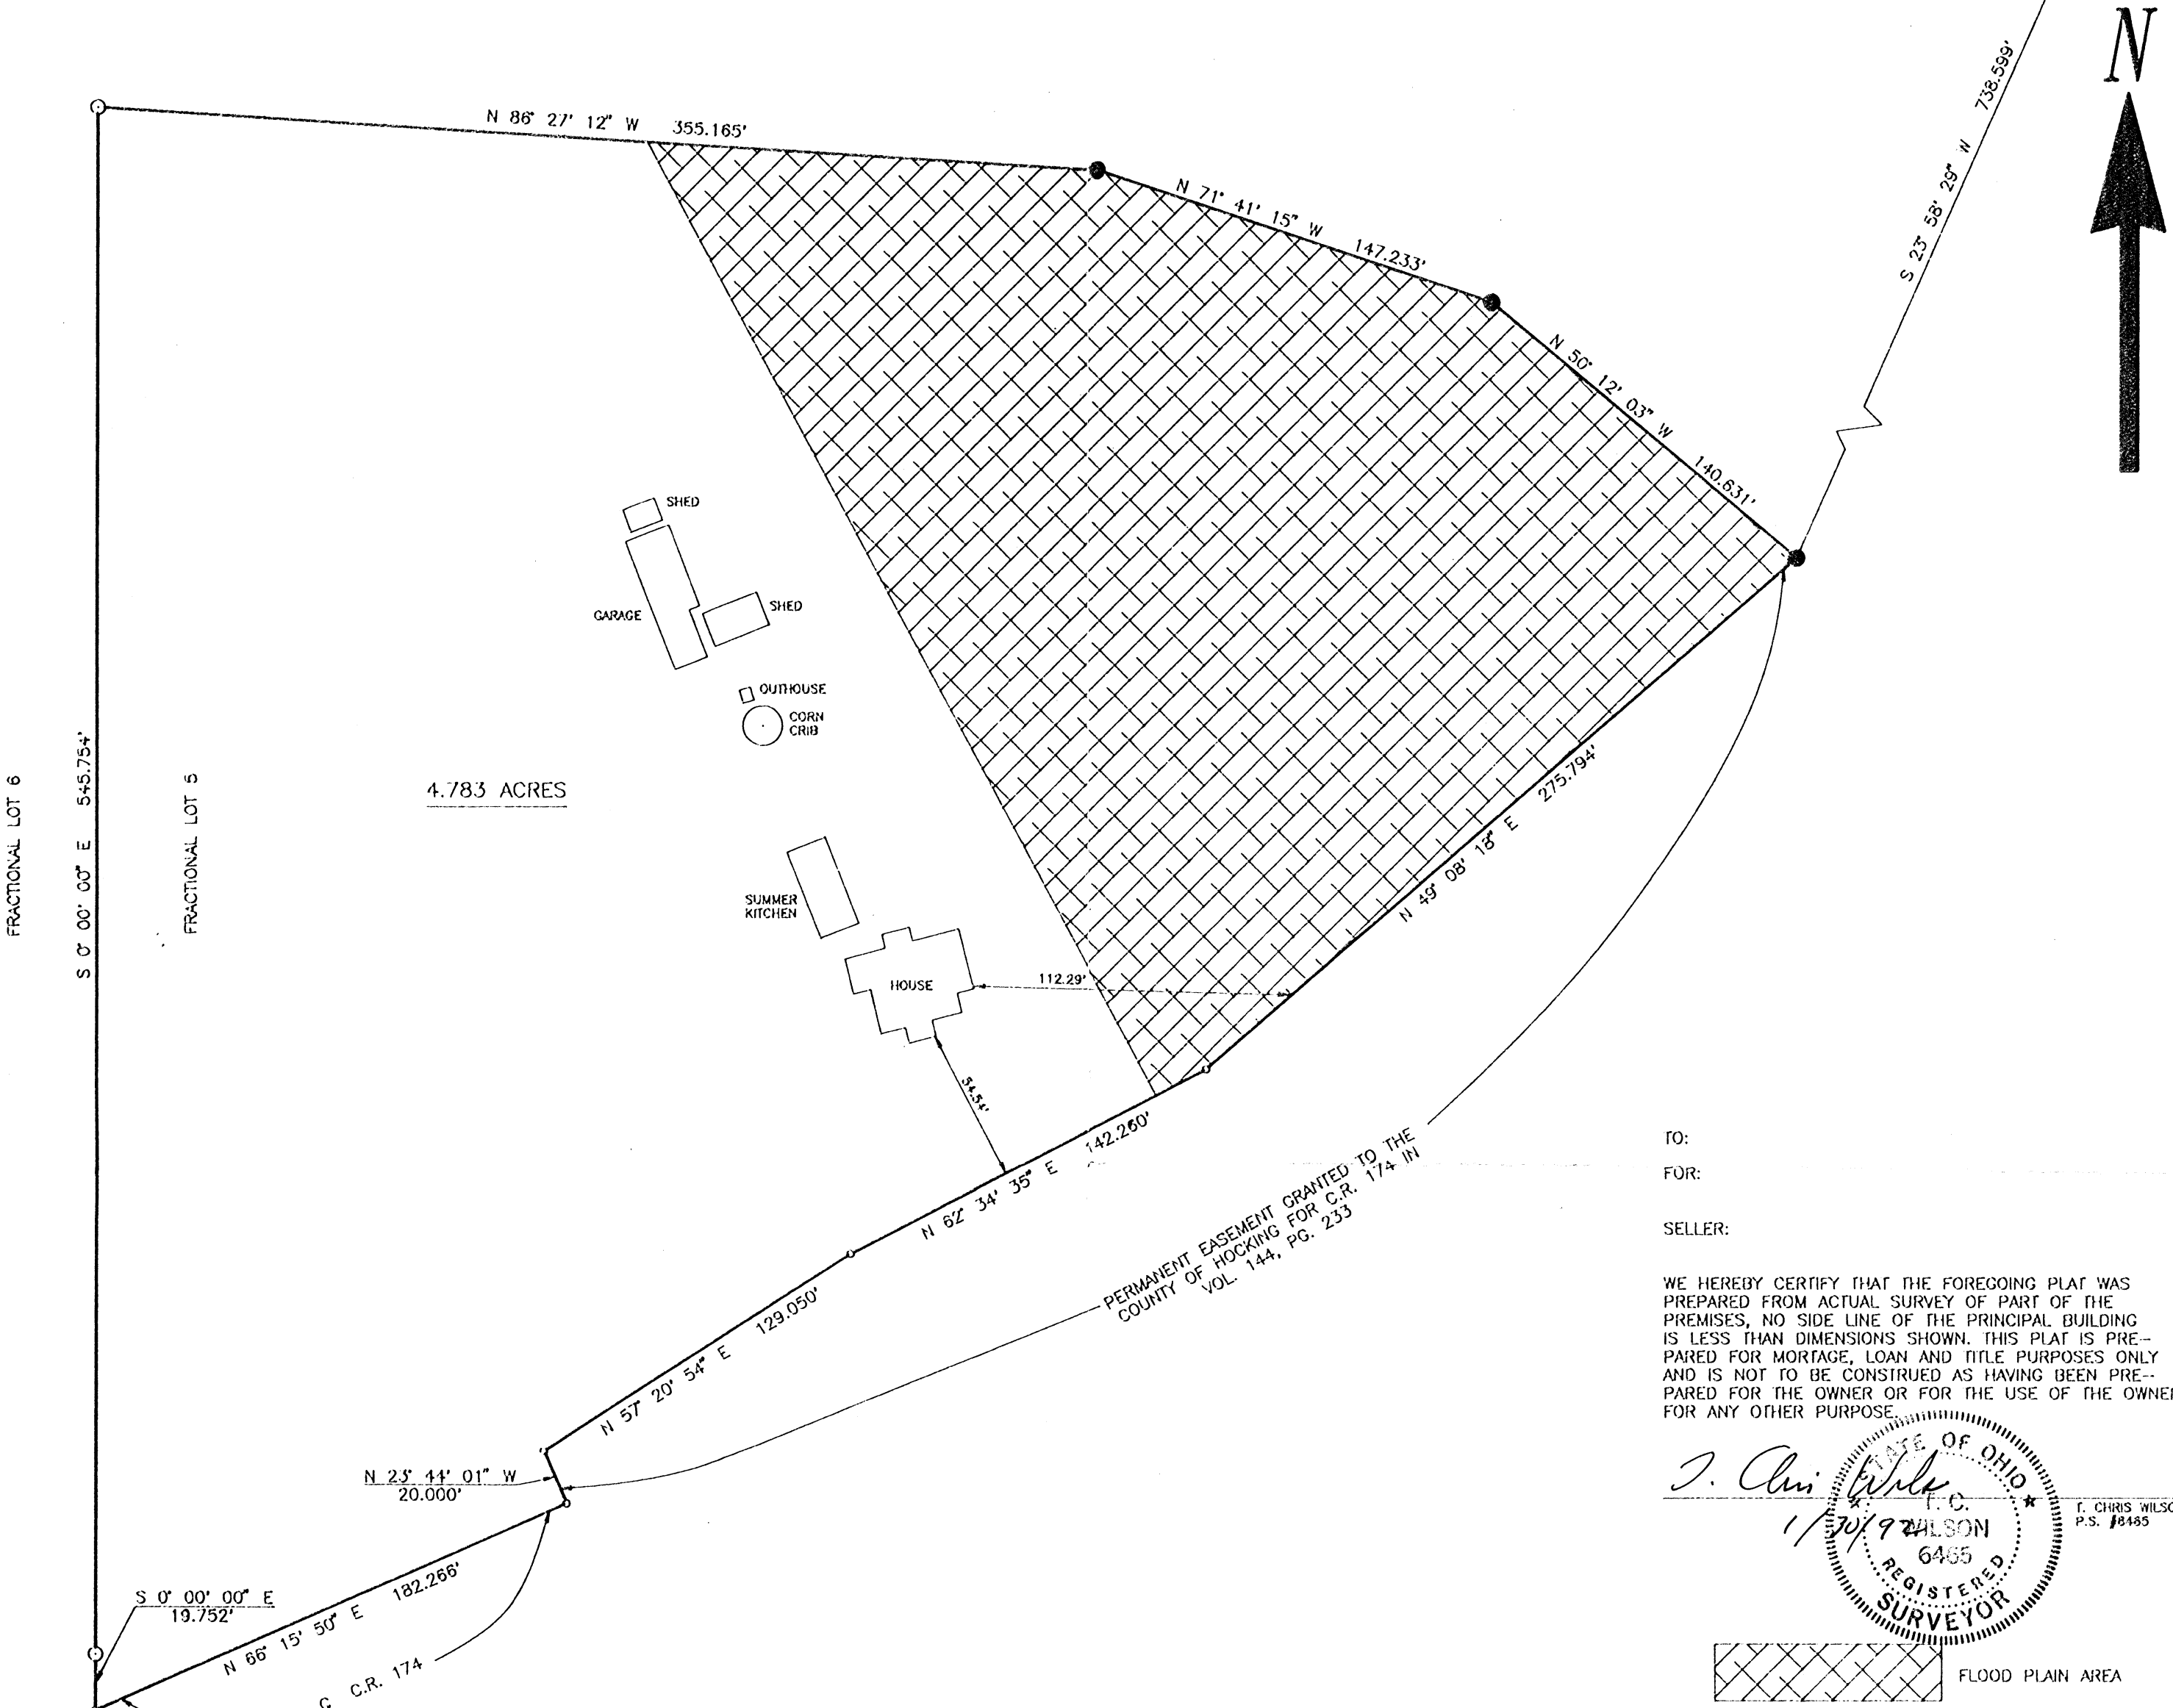 N
738.599'
S 23° 58' 29" W
N 86° 27' 12" W 355.165'
N 71° 41' 15" W 147.233'
N 50° 12' 03" W 140.631'
SHED
GARAGE
SHED
OUTHOUSE
CORN
CRIB
FRACTIONAL LOT 6
S 0° 00' 00" E 545.754'
FRACTIONAL LOT 5
4.783 ACRES
N 49° 08' 18" E 275.794'
SUMMER
KITCHEN
HOUSE
112.29'
54.54'
N 62° 34' 35" E 142.260'
PERMANENT EASEMENT GRANTED TO THE
COUNTY OF HOCKING FOR C.R. 174 IN
VOL. 144, PG. 233
N 57° 20' 54" E 129.050'
N 23° 44' 01" W
20.000'
S 0° 00' 00" E
19.752'
N 66° 15' 50" E 182.266'
C C.R. 174
TO:
FOR:
SELLER:
WE HEREBY CERTIFY THAT THE FOREGOING PLAT WAS
PREPARED FROM ACTUAL SURVEY OF PART OF THE
PREMISES, NO SIDE LINE OF THE PRINCIPAL BUILDING
IS LESS THAN DIMENSIONS SHOWN. THIS PLAT IS PRE-
PARED FOR MORTAGE, LOAN AND TITLE PURPOSES ONLY
AND IS NOT TO BE CONSTRUED AS HAVING BEEN PRE-
PARED FOR THE OWNER OR FOR THE USE OF THE OWNER
FOR ANY OTHER PURPOSE.
T. Chris Wilson
1/30/92
STATE OF OHIO
T. C.
WILSON
6465
REGISTERED
SURVEYOR
T. CHRIS WILSO
P.S. #6465
FLOOD PLAIN AREA